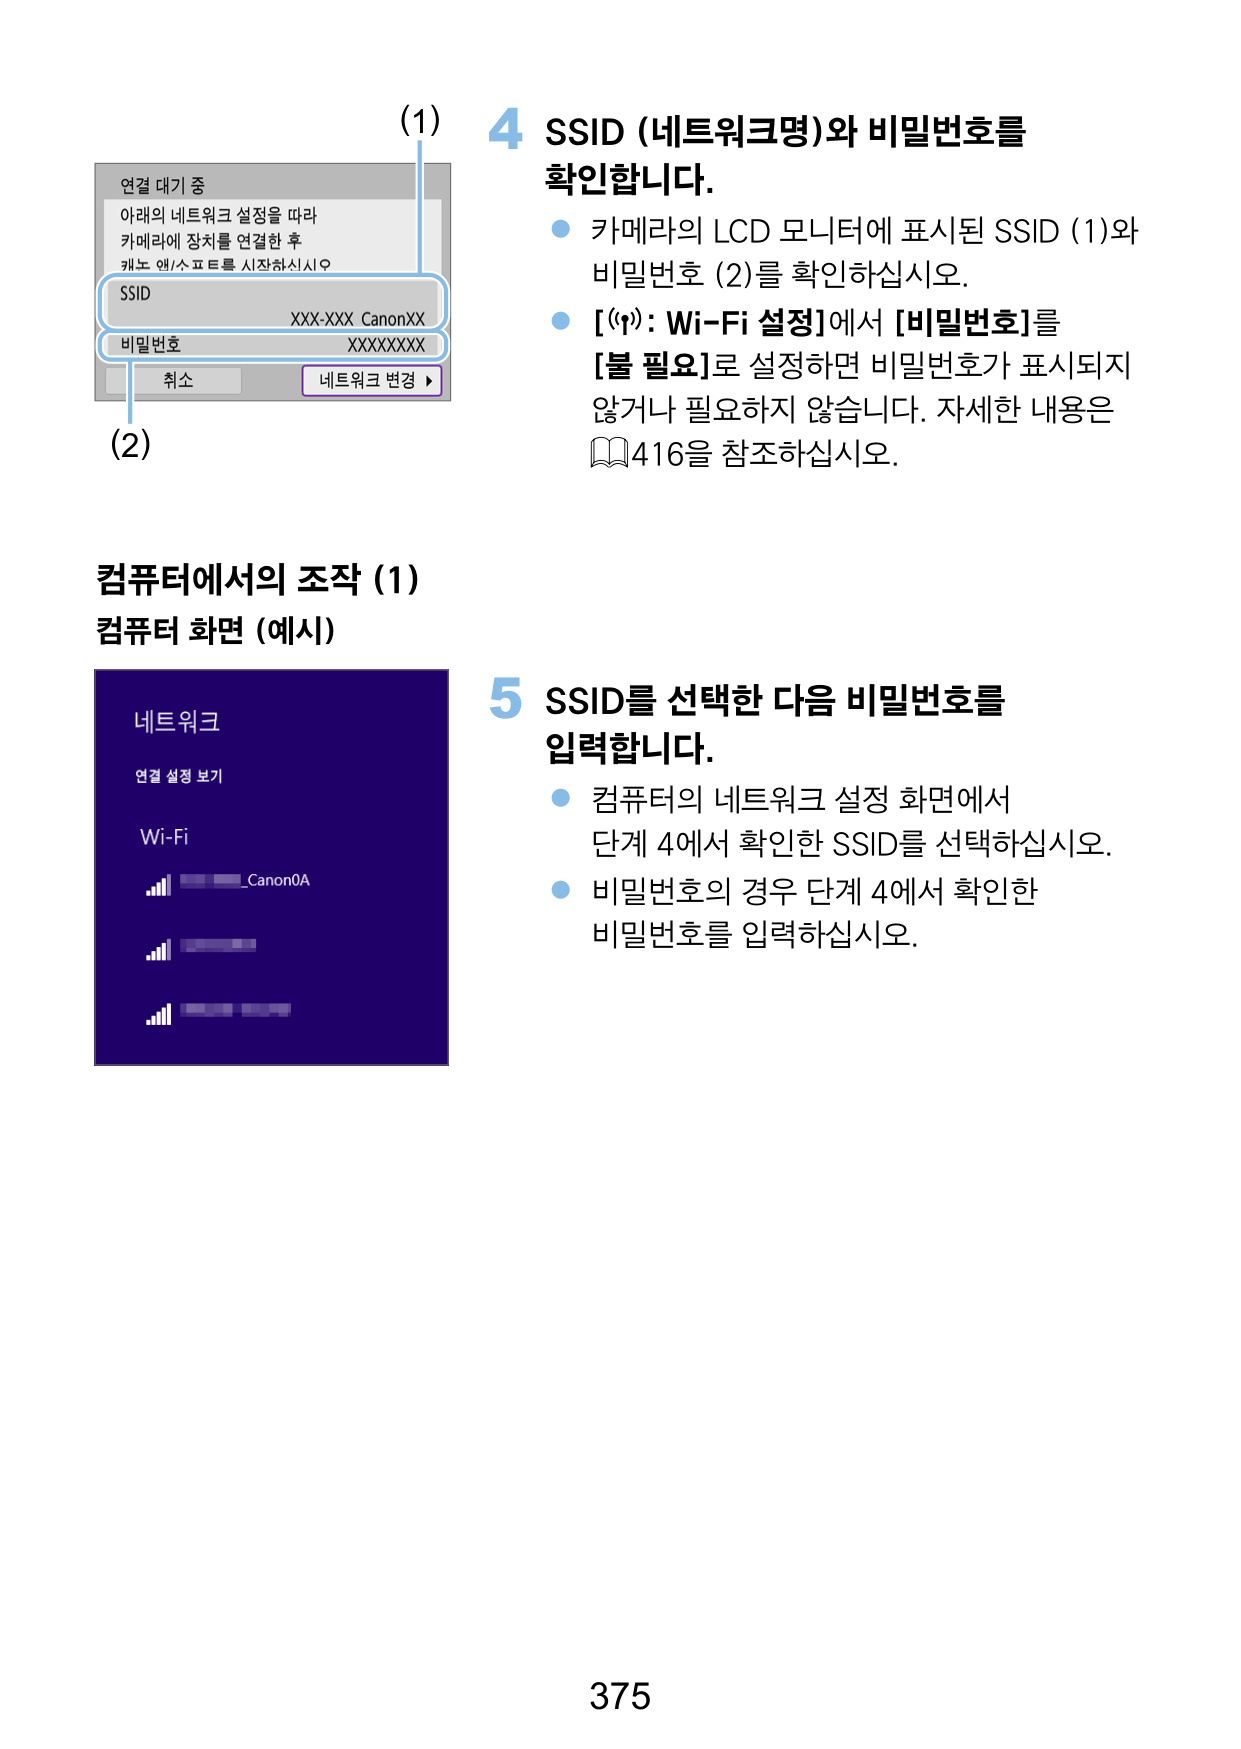 (1)
연결 대기 중
아래의 네트워크 설정을 따라
카메라에 장치를 연결한 후
캐논 앱/소프트를 시작하십시오
SSID
XXX-XXX CanonXX
비밀번호 XXXXXXXX
취소 네트워크 변경
(2)
4 SSID (네트워크명)와 비밀번호를
확인합니다.
● 카메라의 LCD 모니터에 표시된 SSID (1)와
비밀번호 (2)를 확인하십시오.
● [: Wi-Fi 설정]에서 [비밀번호]를
[불 필요]로 설정하면 비밀번호가 표시되지
않거나 필요하지 않습니다. 자세한 내용은
416을 참조하십시오.
컴퓨터에서의 조작 (1)
컴퓨터 화면 (예시)
네트워크
연결 설정 보기
Wi-Fi
_Canon0A
5 SSID를 선택한 다음 비밀번호를
입력합니다.
● 컴퓨터의 네트워크 설정 화면에서
단계 4에서 확인한 SSID를 선택하십시오.
● 비밀번호의 경우 단계 4에서 확인한
비밀번호를 입력하십시오.
375